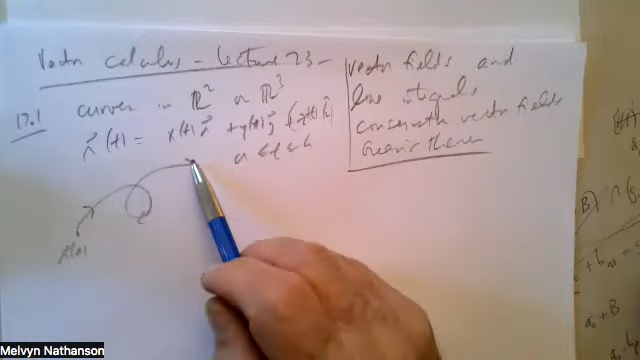 Vector calculus - lecture 23 -
17.1 curves in ℝ² or ℝ³
r⃗(t) = x(t)i⃗ + y(t)j⃗ (+z(t)k⃗)
a ≤ t ≤ b
r(a)
vector fields and
line integrals
conservative vector fields
Green's theorem
B)
a₀ + B
Melvyn Nathanson